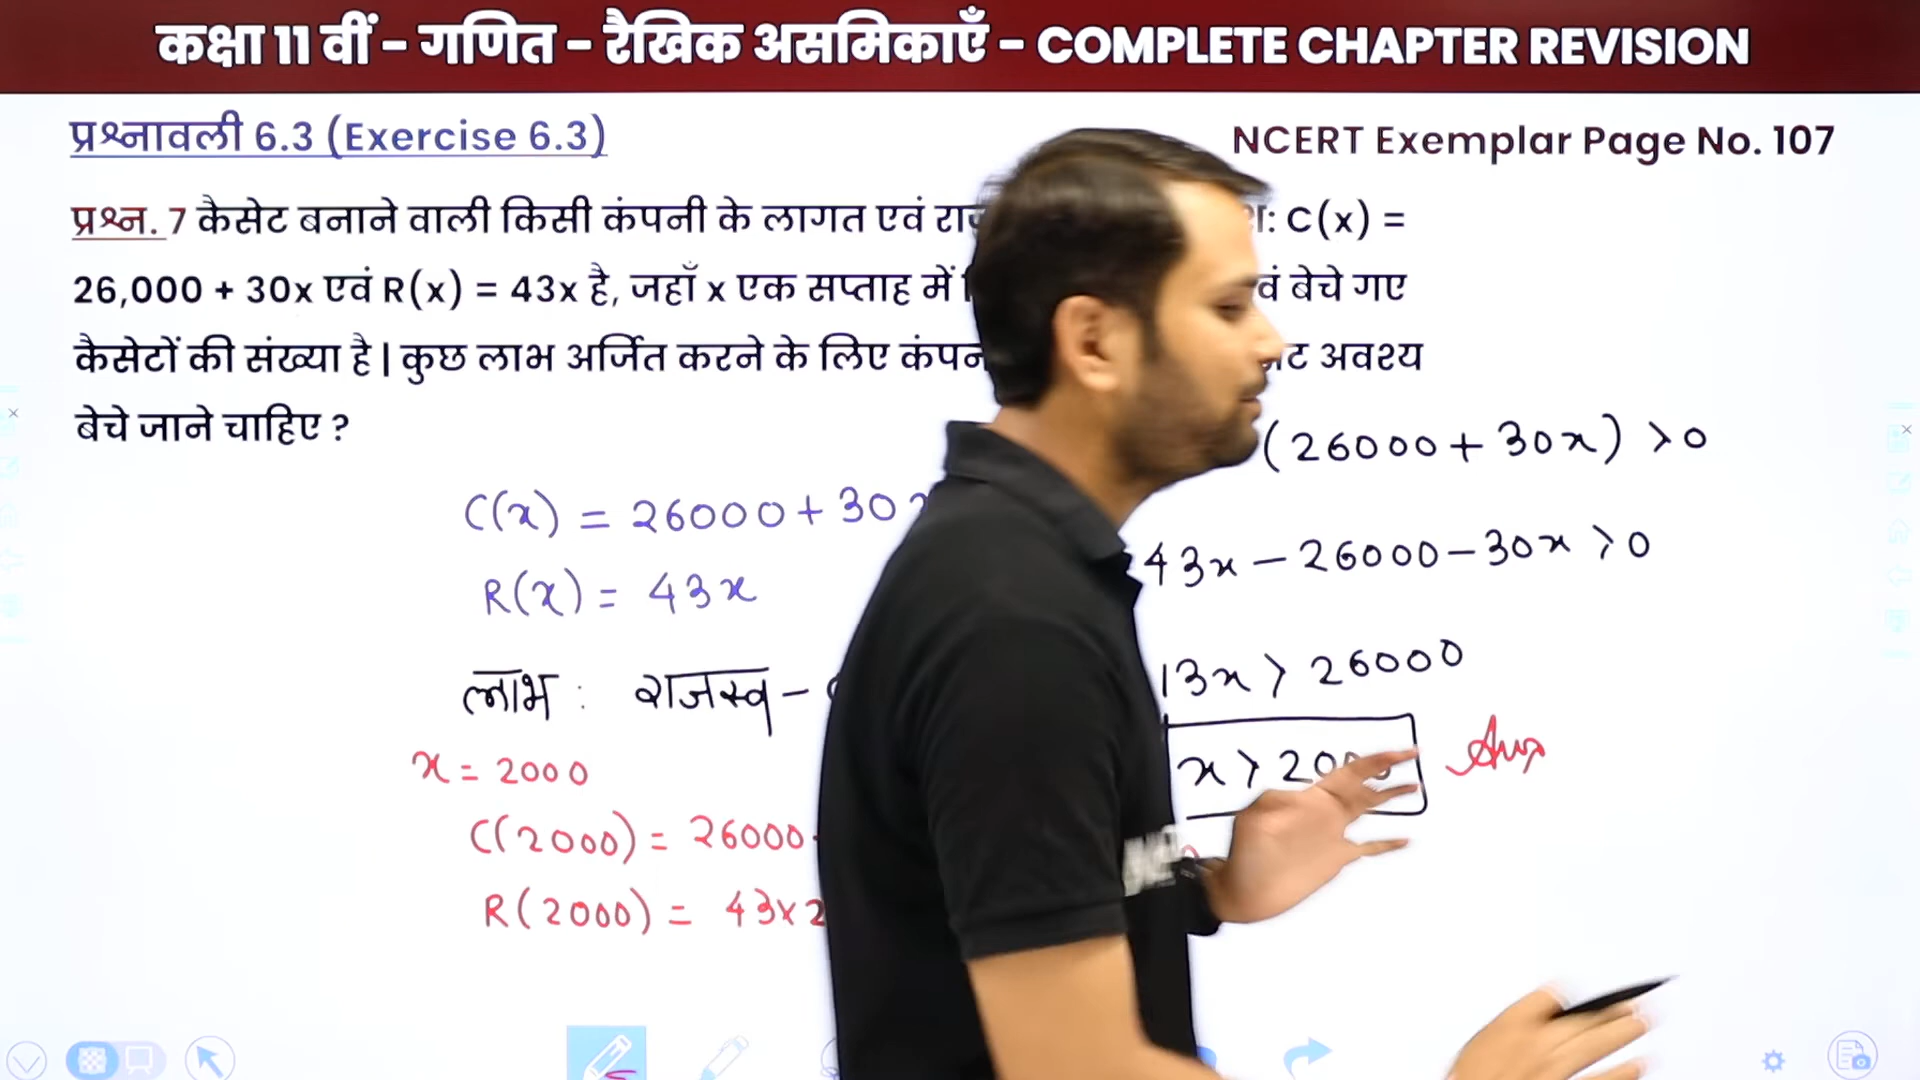 कक्षा 11 वीं – गणित – रैखिक असमिकाएँ – COMPLETE CHAPTER REVISION
प्रश्नावली 6.3 (Exercise 6.3)
NCERT Exemplar Page No. 107
प्रश्न. 7 कैसेट बनाने वाली किसी कंपनी के लागत एवं C(x) =
26,000 + 30x एवं R(x) = 43x है, जहाँ x एक सप्ताह में बेचे गए
कैसेटों की संख्या है | कुछ लाभ अर्जित करने के लिए अवश्य
बेचे जाने चाहिए ?
(26000 + 30x) > 0
C(x) = 26000 + 30
43x – 26000 – 30x > 0
R(x) = 43x
13x > 26000
लाभ : राजस्व –
x > 2000
Ans
x = 2000
C(2000) = 26000
R(2000) = 43×2